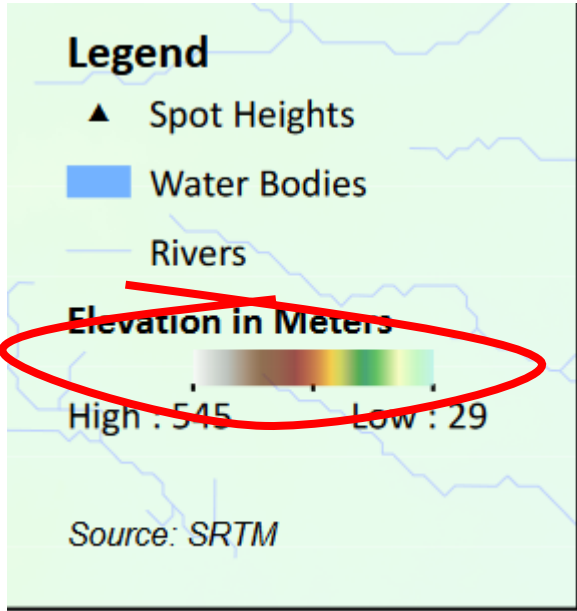 Legend
Spot Heights
Water Bodies
Rivers
Elevation in Meters
High : 545 Low : 29
Source: SRTM